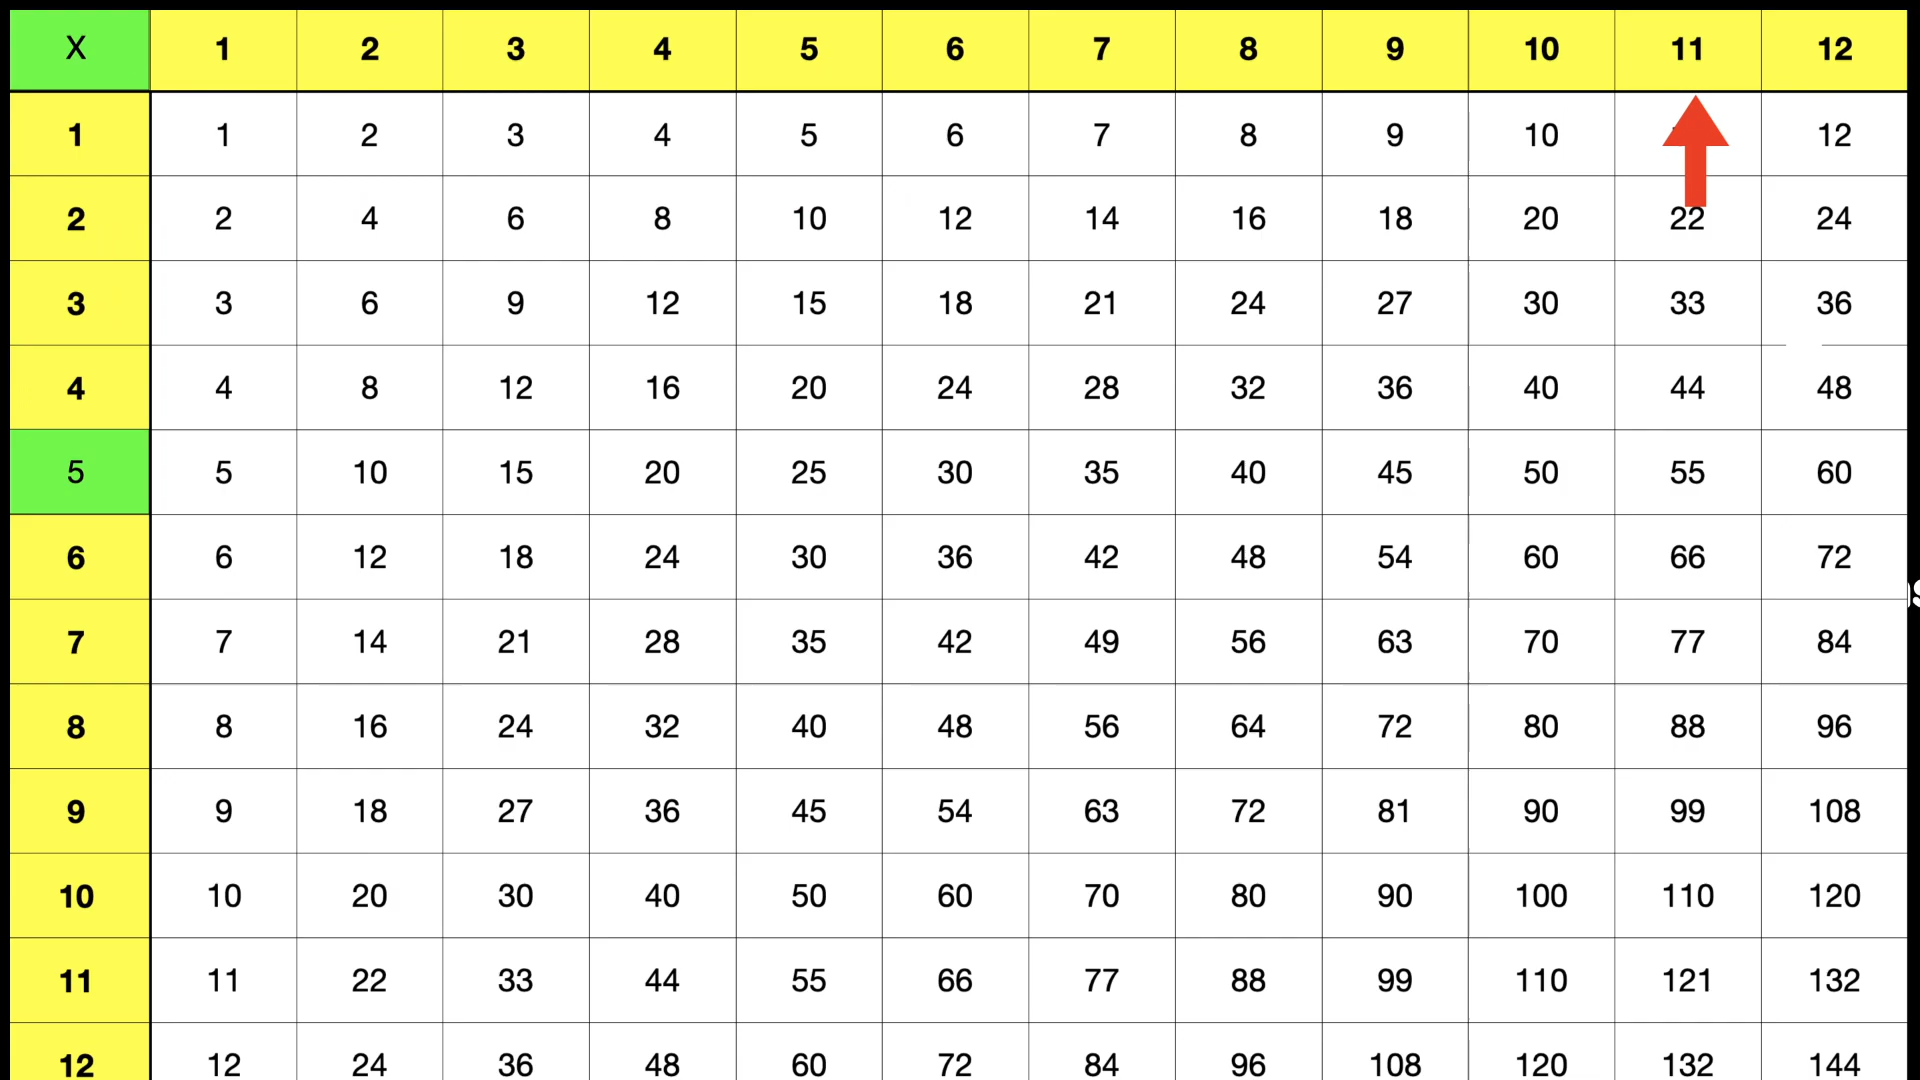 X 1 2 3 4 5 6 7 8 9 10 11 12
1 1 2 3 4 5 6 7 8 9 10 12
2 2 4 6 8 10 12 14 16 18 20 22 24
3 3 6 9 12 15 18 21 24 27 30 33 36
4 4 8 12 16 20 24 28 32 36 40 44 48
5 5 10 15 20 25 30 35 40 45 50 55 60
6 6 12 18 24 30 36 42 48 54 60 66 72
7 7 14 21 28 35 42 49 56 63 70 77 84
8 8 16 24 32 40 48 56 64 72 80 88 96
9 9 18 27 36 45 54 63 72 81 90 99 108
10 10 20 30 40 50 60 70 80 90 100 110 120
11 11 22 33 44 55 66 77 88 99 110 121 132
12 12 24 36 48 60 72 84 96 108 120 132 144